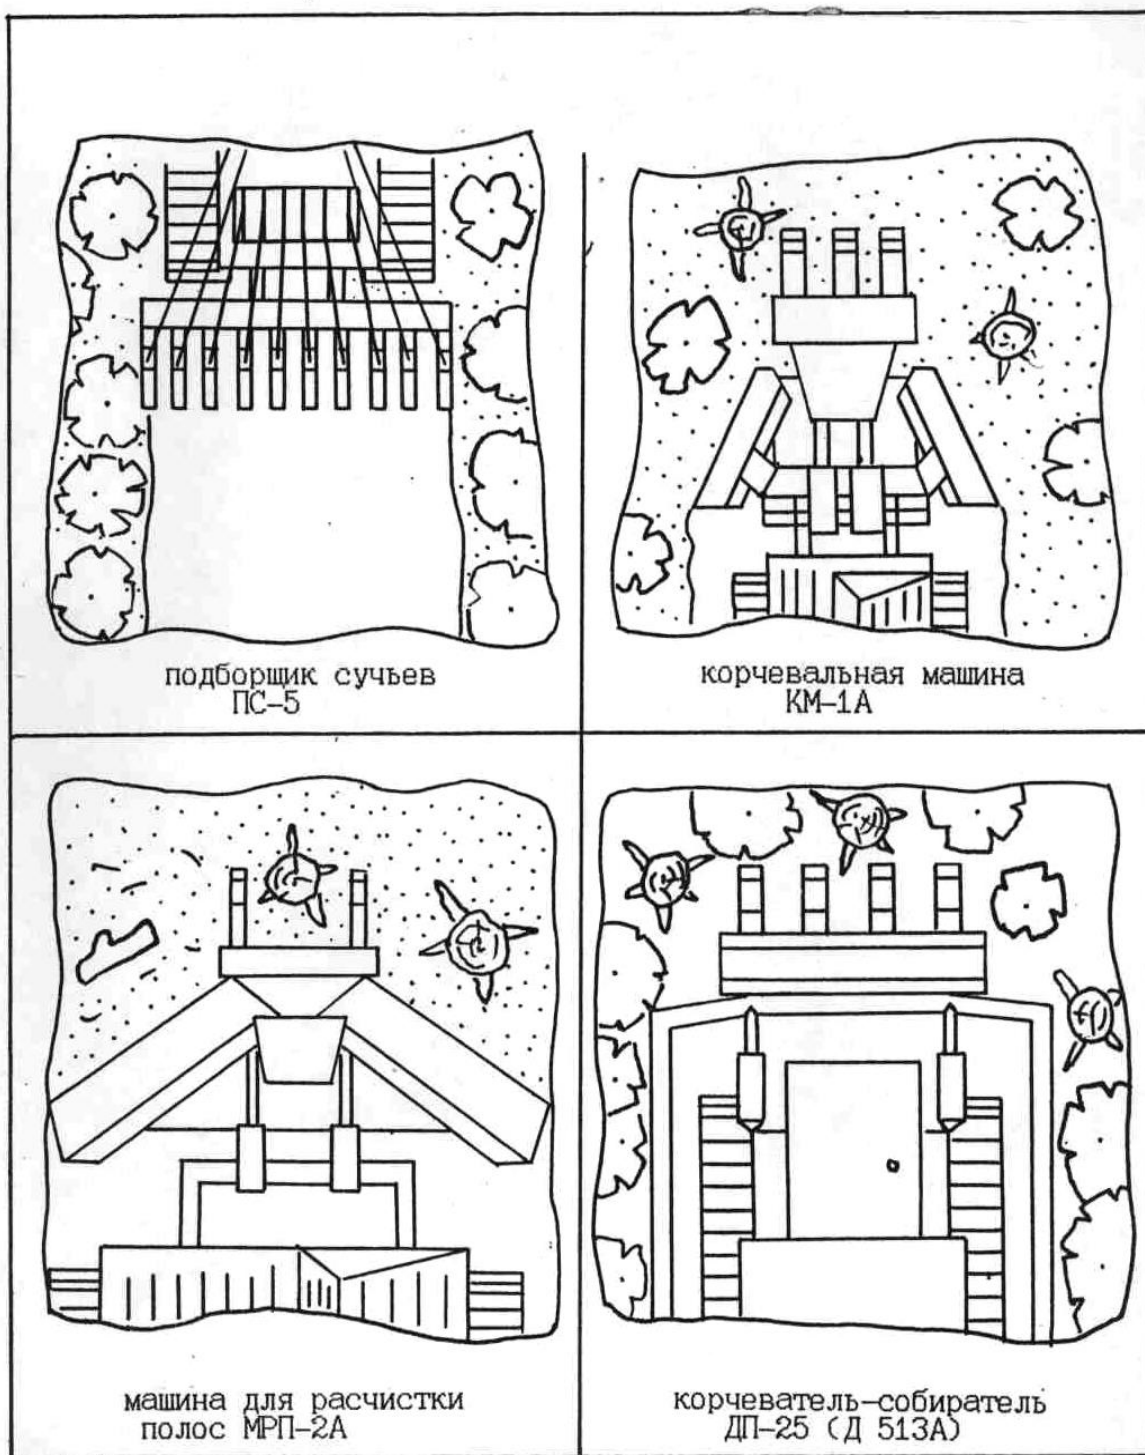 подборщик сучьев
ПС-5
корчевальная машина
КМ-1А
машина для расчистки
полос МРП-2А
корчеватель-собиратель
ДП-25 (Д 513А)